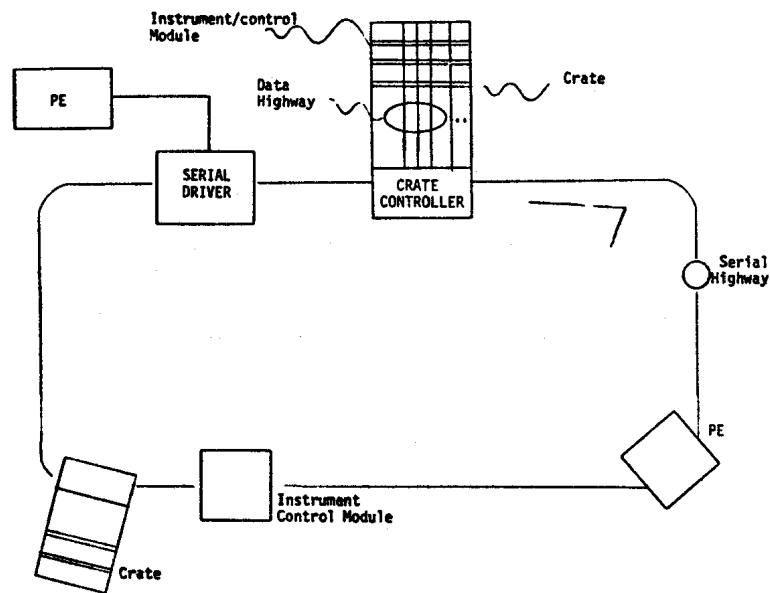 Instrument/control
Module
Data
Highway
Crate
PE
SERIAL
DRIVER
CRATE
CONTROLLER
Serial
Highway
PE
Instrument
Control Module
Crate